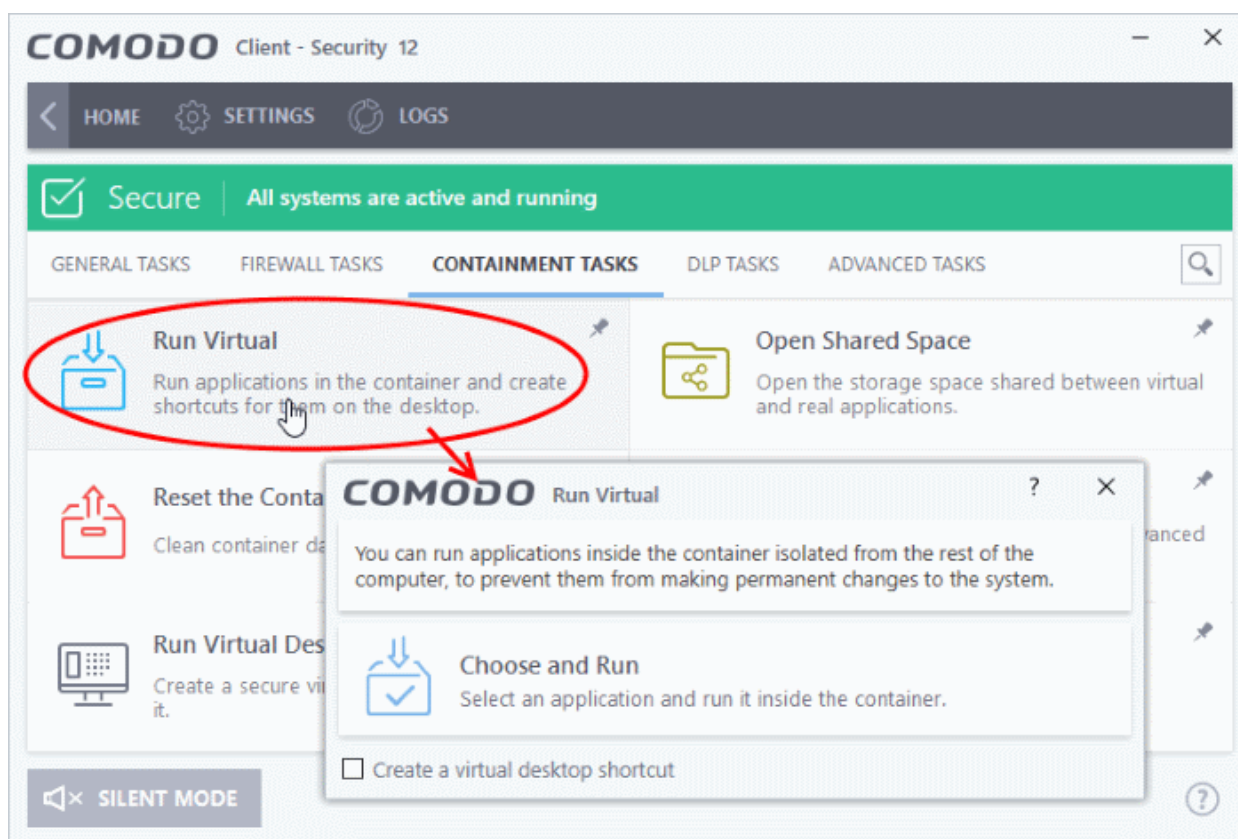 COMODO Client - Security 12
HOME SETTINGS LOGS
Secure All systems are active and running
GENERAL TASKS FIREWALL TASKS CONTAINMENT TASKS DLP TASKS ADVANCED TASKS
Run Virtual
Run applications in the container and create
shortcuts for them on the desktop.
Open Shared Space
Open the storage space shared between virtual
and real applications.
Reset the Conta
Clean container da
Run Virtual Des
Create a secure vi
it.
COMODO Run Virtual ?
You can run applications inside the container isolated from the rest of the
computer, to prevent them from making permanent changes to the system.
Choose and Run
Select an application and run it inside the container.
Create a virtual desktop shortcut
SILENT MODE
?